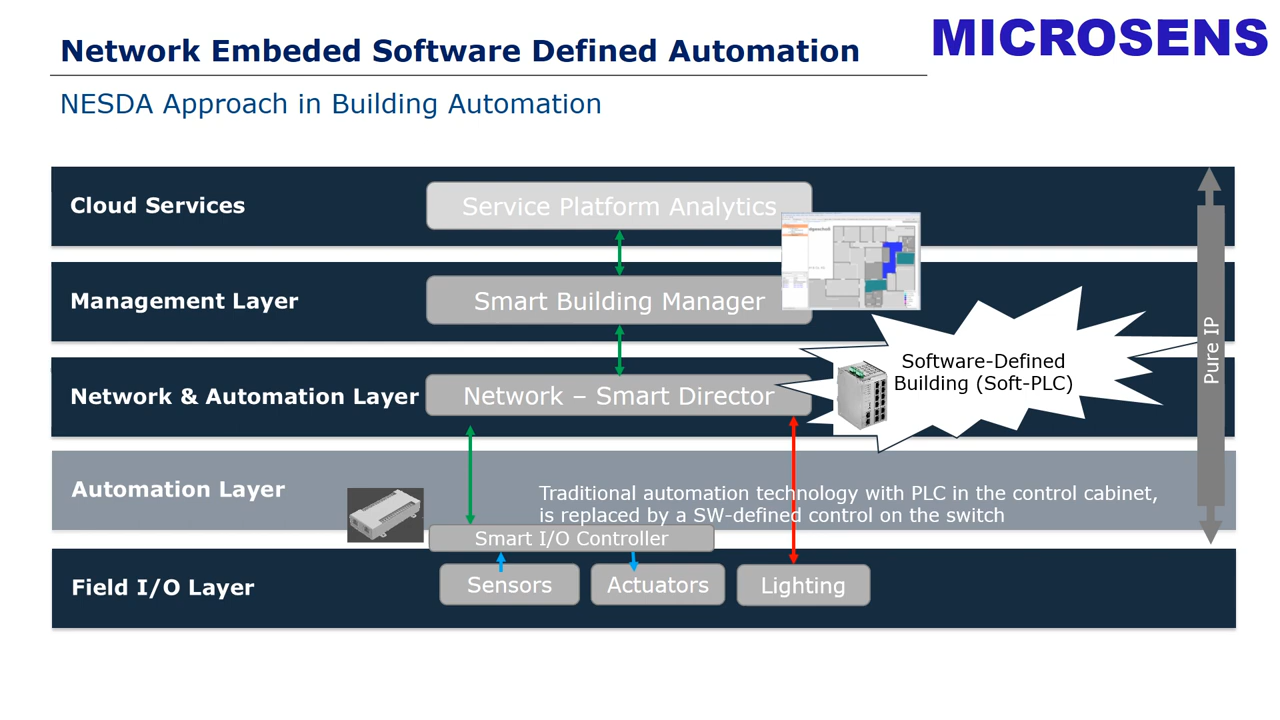 Network Embeded Software Defined Automation
MICROSENS
NESDA Approach in Building Automation
Cloud Services
Service Platform Analytics
Management Layer
Smart Building Manager
Network & Automation Layer
Network – Smart Director
Software-Defined
Building (Soft-PLC)
Pure IP
Automation Layer
Traditional automation technology with PLC in the control cabinet,
is replaced by a SW-defined control on the switch
Smart I/O Controller
Field I/O Layer
Sensors
Actuators
Lighting